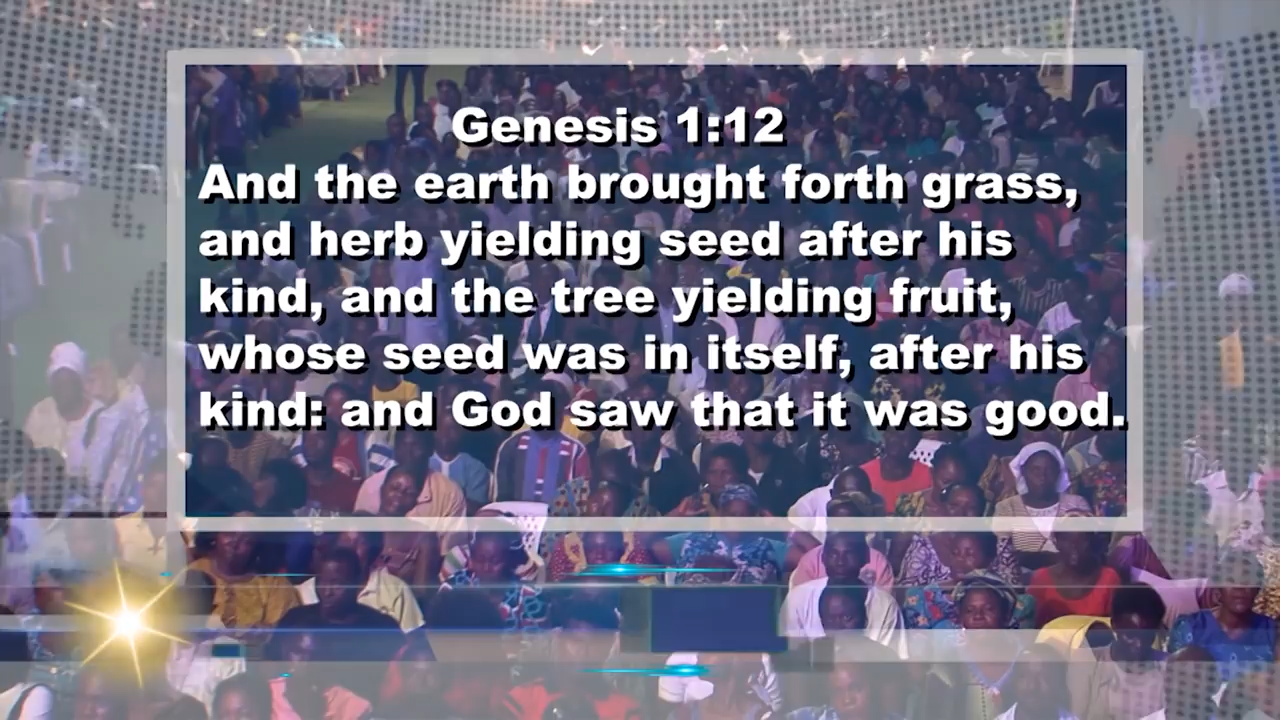 Genesis 1:12
And the earth brought forth grass,
and herb yielding seed after his
kind, and the tree yielding fruit,
whose seed was in itself, after his
kind: and God saw that it was good.